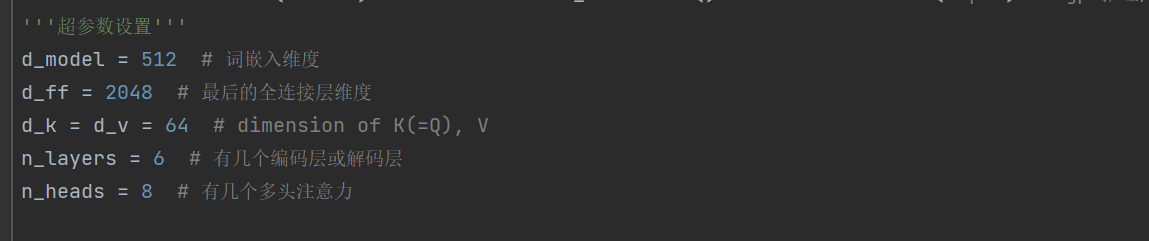 '''超参数设置'''
d_model = 512  # 词嵌入维度
d_ff = 2048  # 最后的全连接层维度
d_k = d_v = 64  # dimension of K(=Q), V
n_layers = 6  # 有几个编码层或解码层
n_heads = 8  # 有几个多头注意力